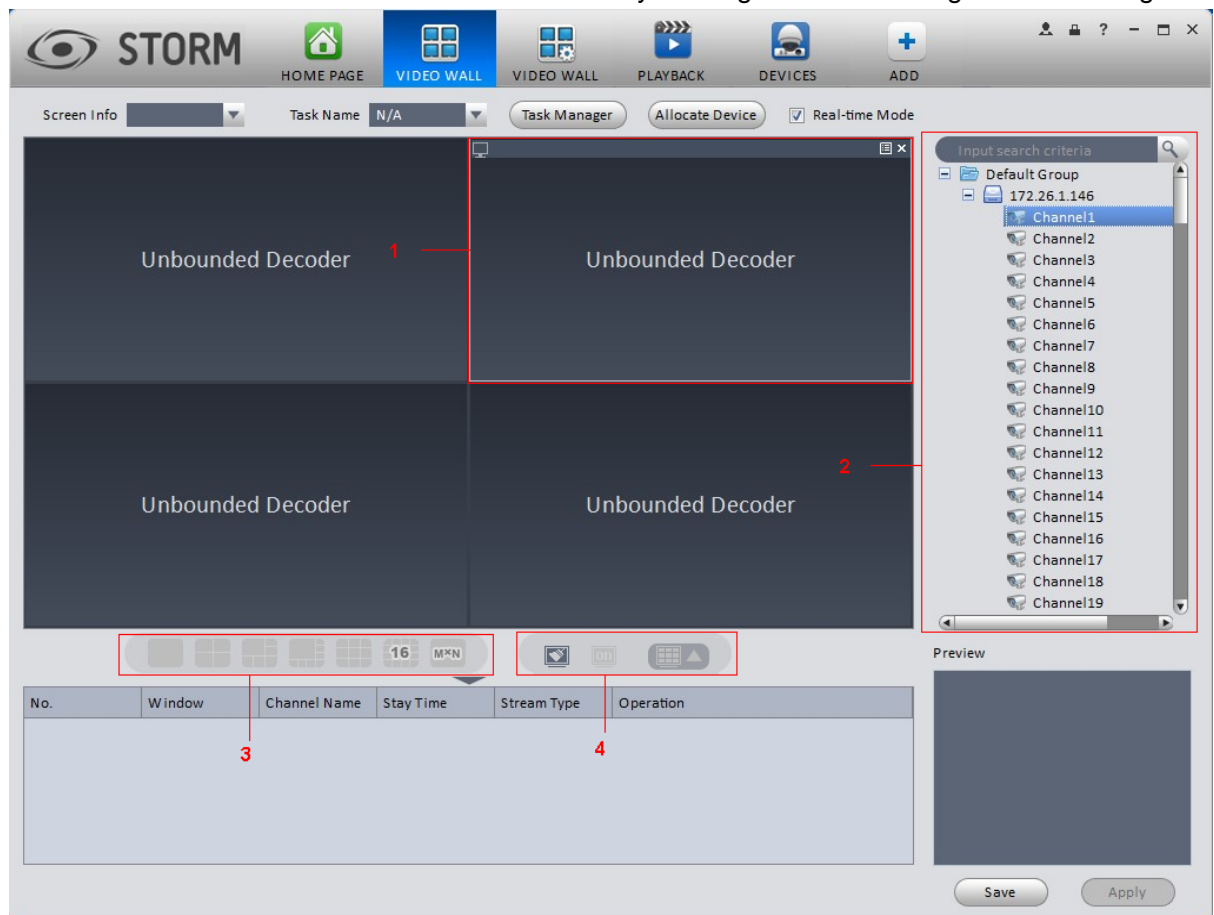 STORM
HOME PAGE
VIDEO WALL
VIDEO WALL
PLAYBACK
DEVICES
ADD
?
Screen Info
Task Name N/A
Task Manager
Allocate Device
Real-time Mode
Unbounded Decoder
1
Unbounded Decoder
Unbounded Decoder
Unbounded Decoder
Input search criteria
Default Group
172.26.1.146
Channel1
Channel2
Channel3
Channel4
Channel5
Channel6
Channel7
Channel8
Channel9
Channel10
Channel11
Channel12
Channel13
Channel14
Channel15
Channel16
Channel17
Channel18
Channel19
2
16 M×N
on
Preview
No. Window Channel Name Stay Time Stream Type Operation
3
4
Save
Apply